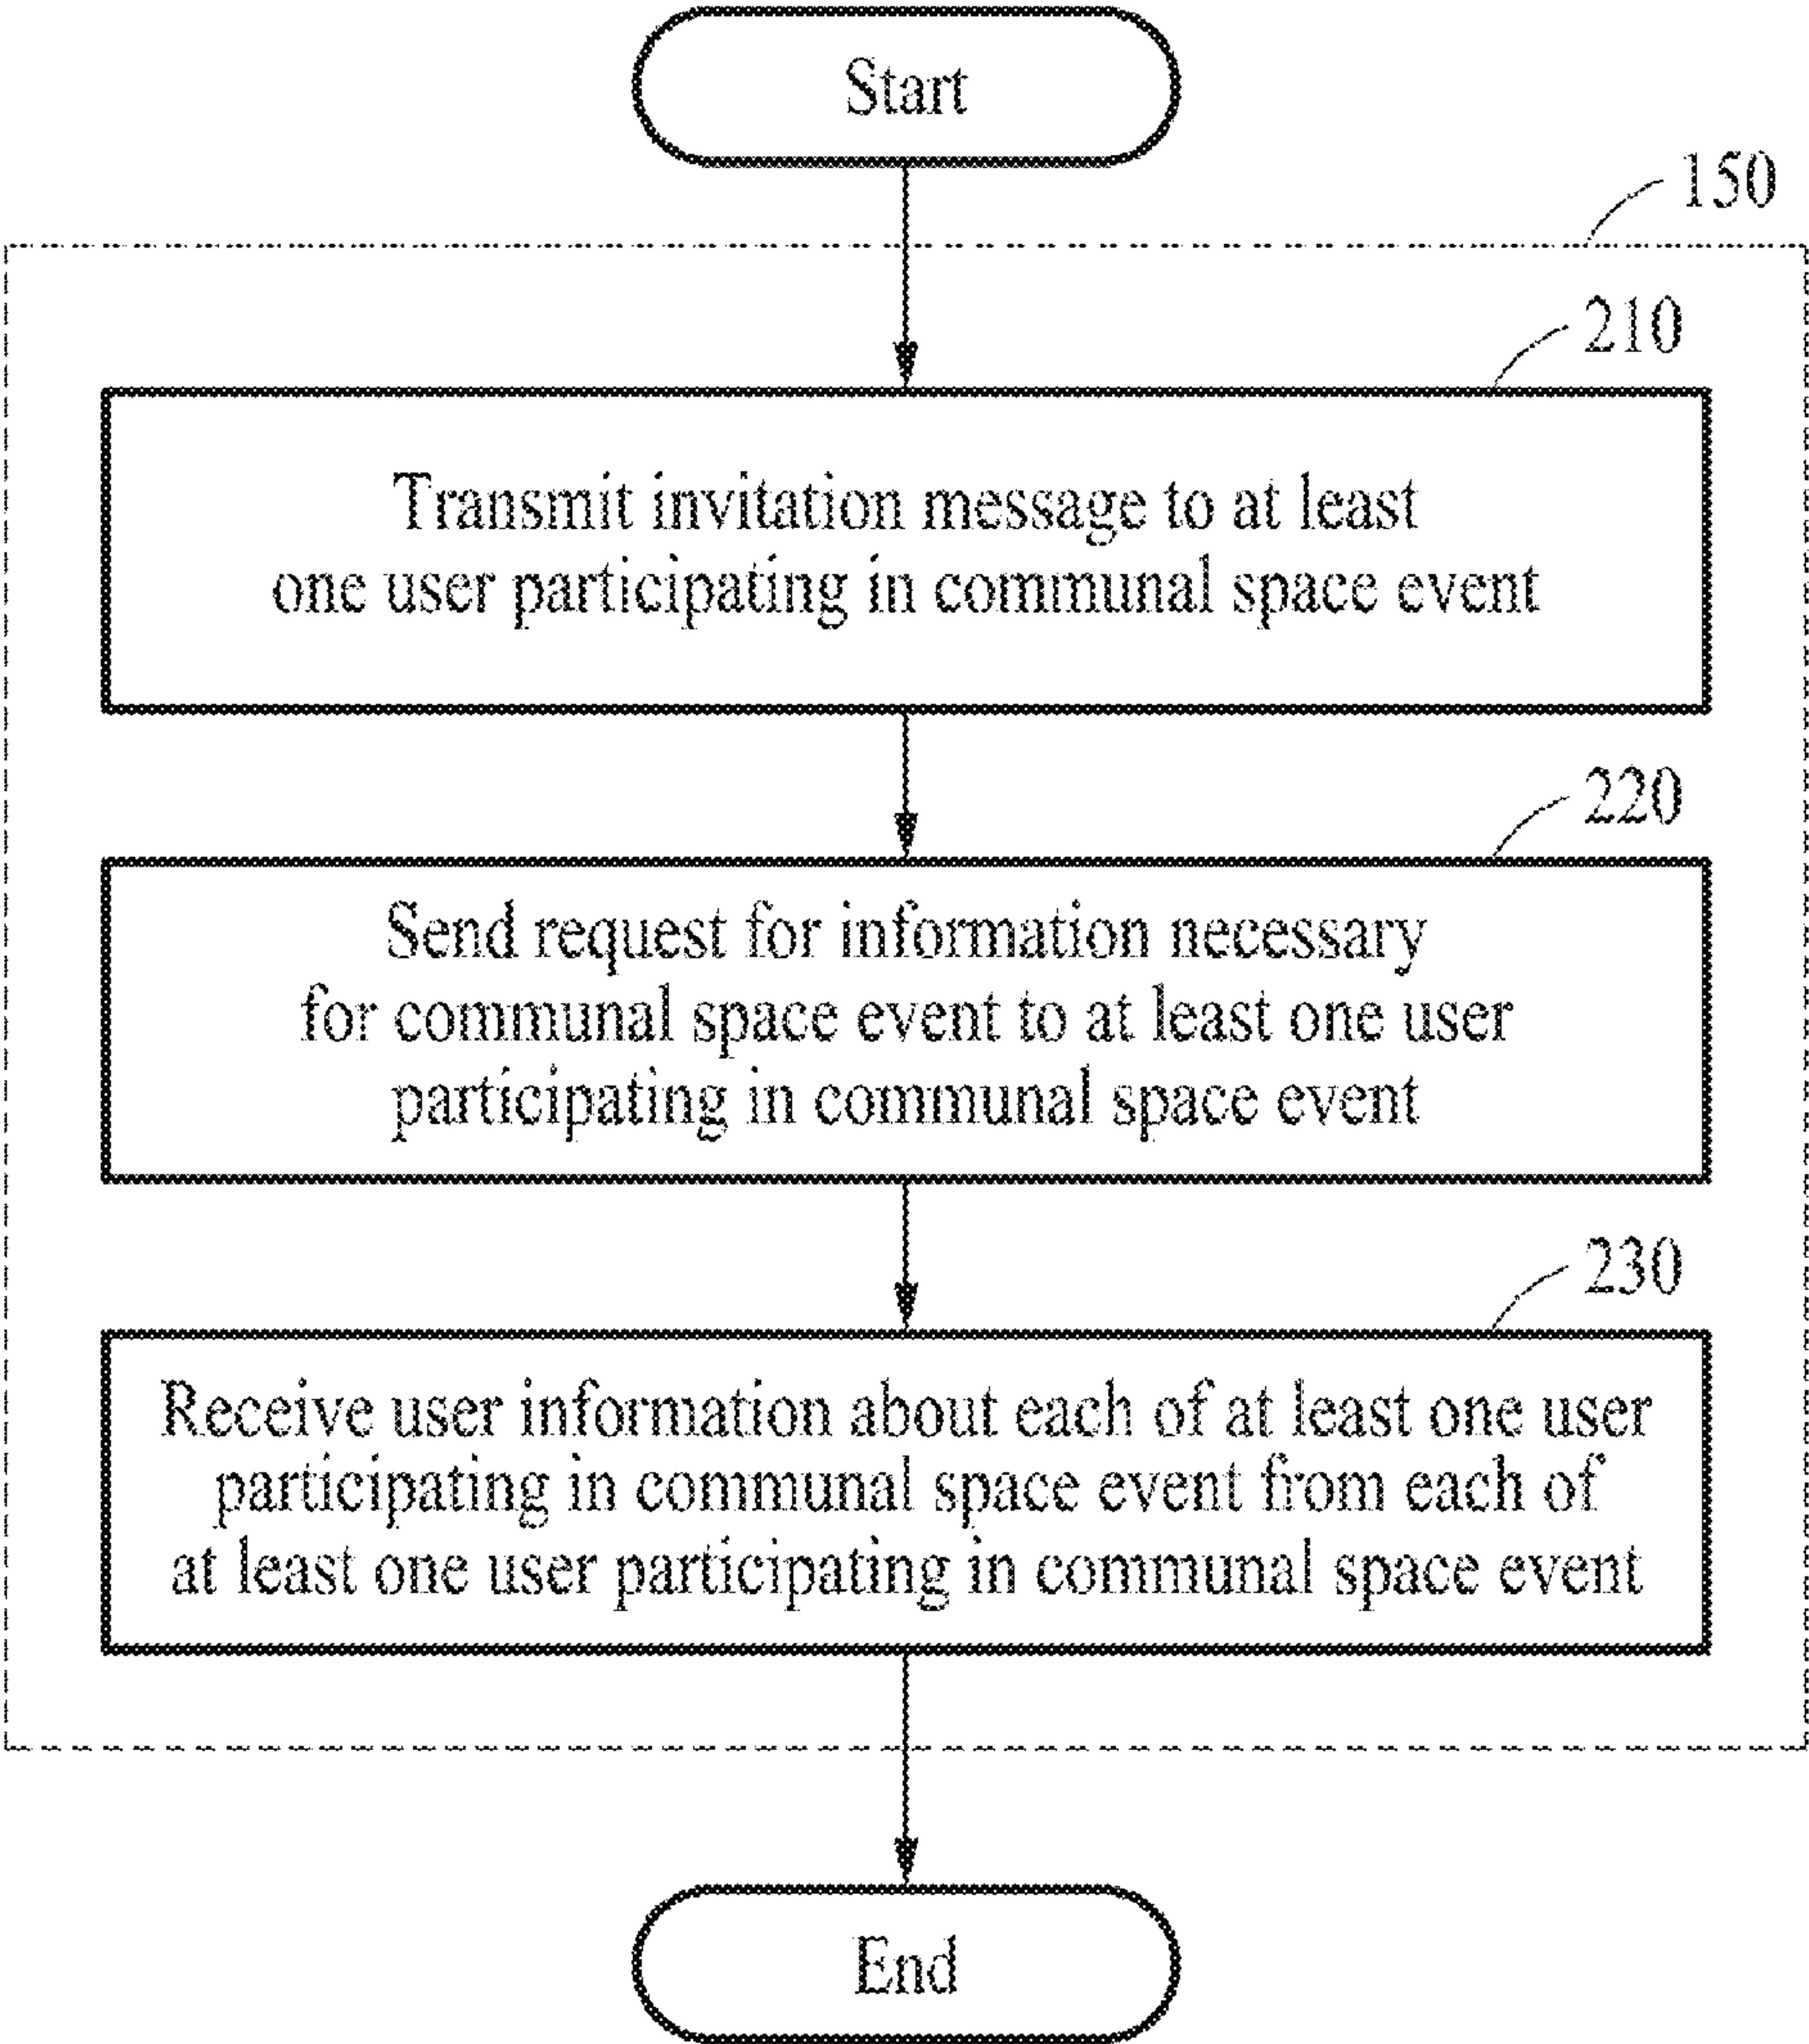 Start
150
210
Transmit invitation message to at least
one user participating in communal space event
220
Send request for information necessary
for communal space event to at least one user
participating in communal space event
230
Receive user information about each of at least one user
participating in communal space event from each of
at least one user participating in communal space event
End